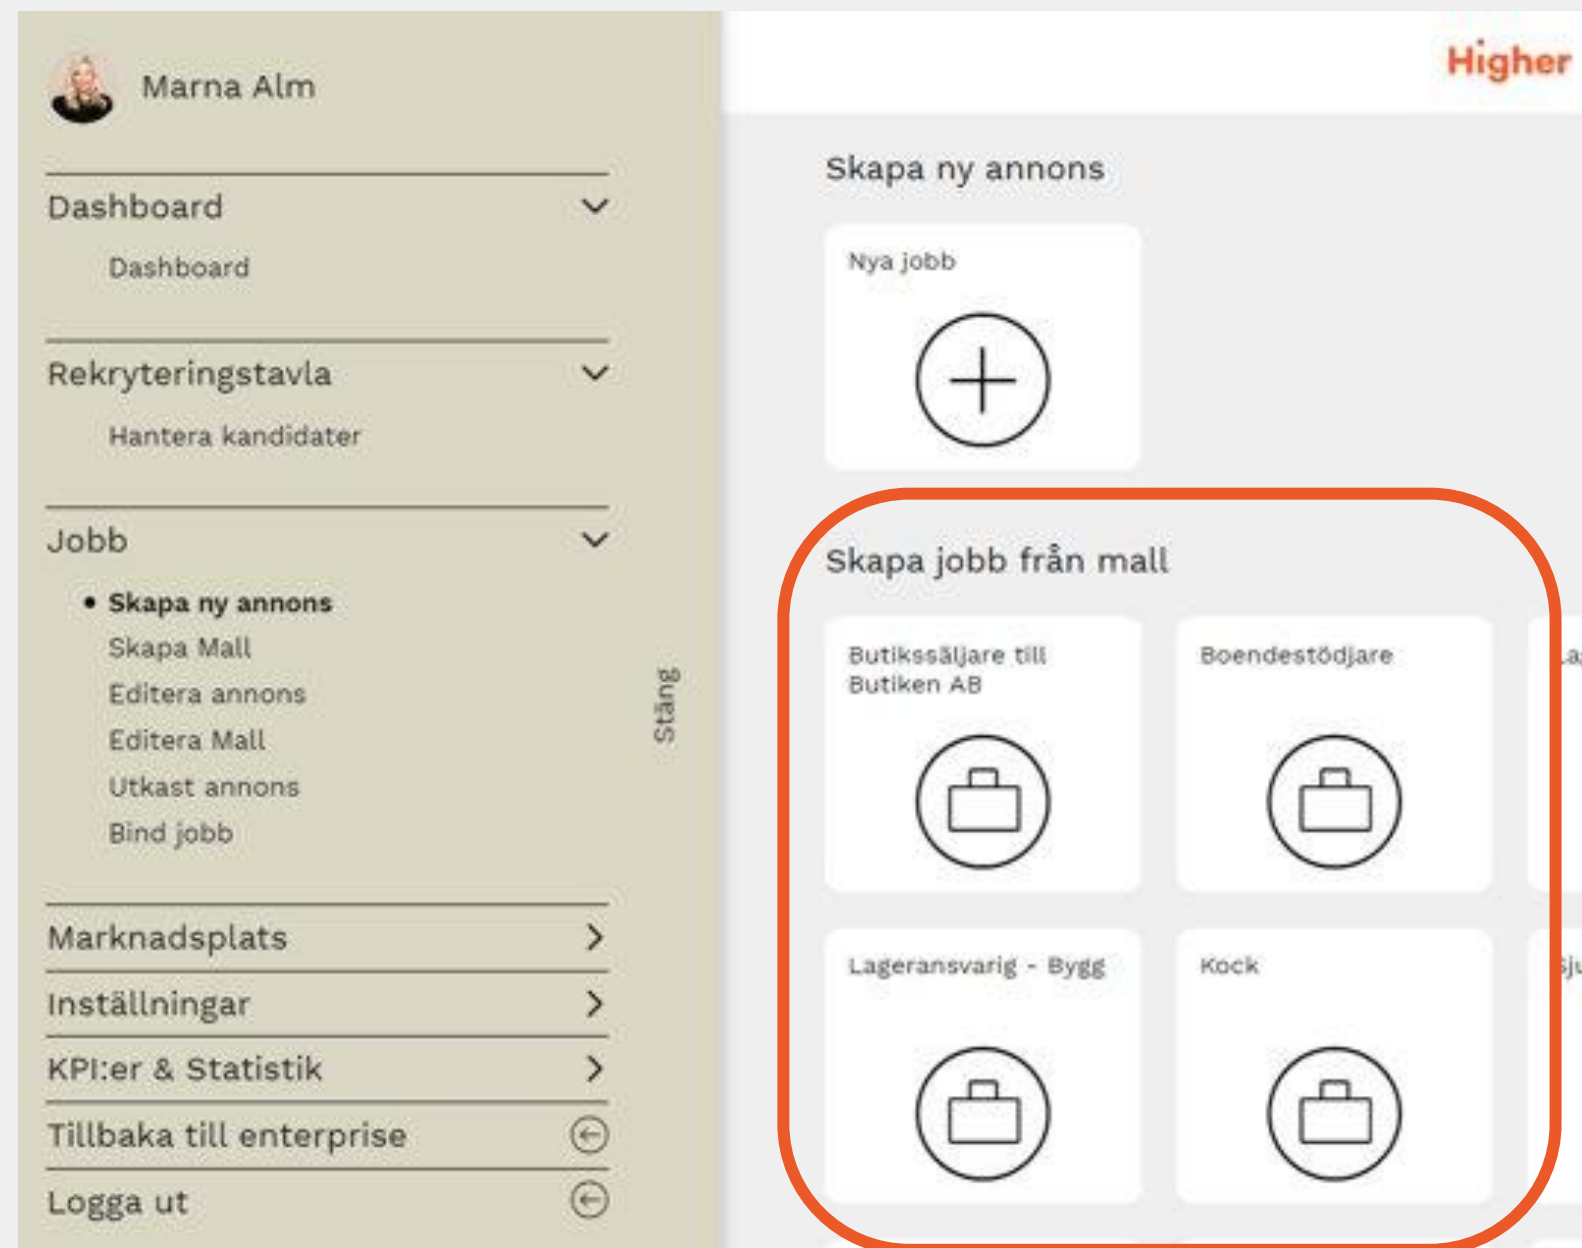 Marna Alm
Dashboard
Dashboard
Rekryteringstavla
Hantera kandidater
Jobb
Skapa ny annons
Skapa Mall
Editera annons
Editera Mall
Utkast annons
Bind jobb
Marknadsplats
Inställningar
KPI:er & Statistik
Tillbaka till enterprise
Logga ut
Stäng
Higher
Skapa ny annons
Nya jobb
Skapa jobb från mall
Butikssäljare till
Butiken AB
Boendestödjare
Lageransvarig - Bygg
Kock